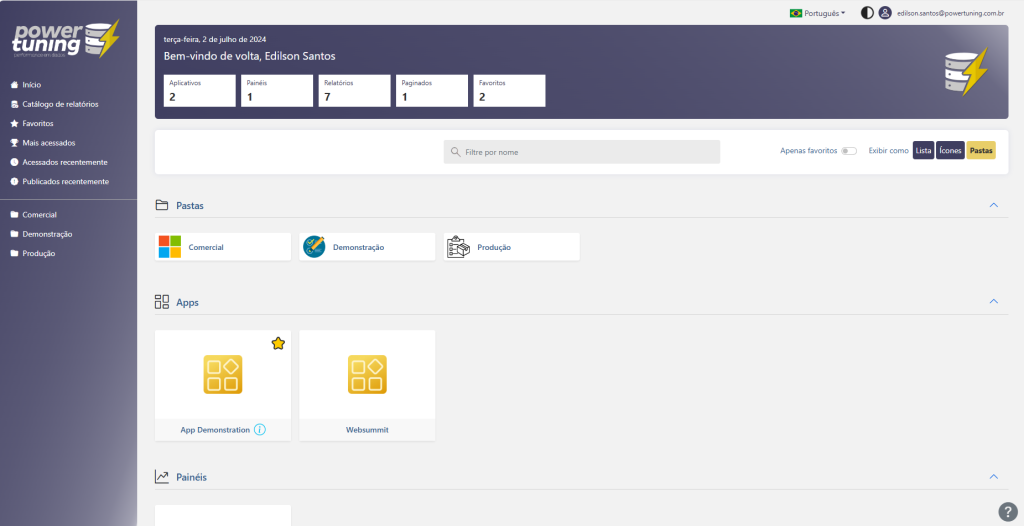 power
tuning
performance em dados
Início
Catálogo de relatórios
Favoritos
Mais acessados
Acessados recentemente
Publicados recentemente
Comercial
Demonstração
Produção
Português
edilson.santos@powertuning.com.br
terça-feira, 2 de julho de 2024
Bem-vindo de volta, Edilson Santos
Aplicativos
2
Painéis
1
Relatórios
7
Paginados
1
Favoritos
2
Filtre por nome
Apenas favoritos
Exibir como
Lista
Ícones
Pastas
Pastas
Comercial
Demonstração
Produção
Apps
App Demonstration
Websummit
Painéis
?